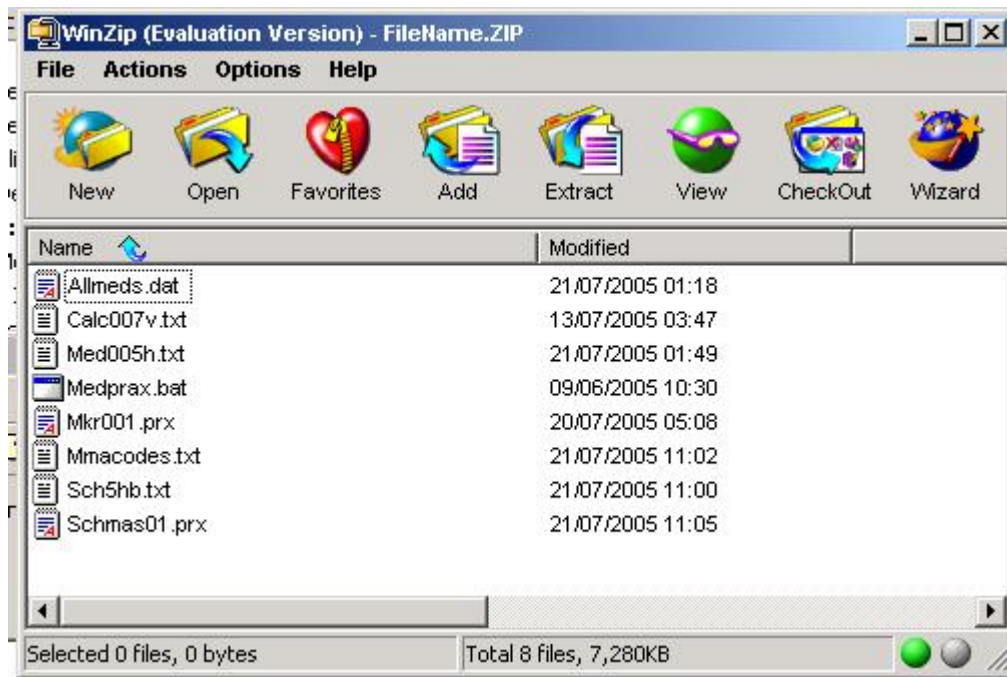 WinZip (Evaluation Version) - FileName.ZIP
File Actions Options Help
New Open Favorites Add Extract View CheckOut Wizard
Name Modified
Allmeds.dat 21/07/2005 01:18
Calc007v.txt 13/07/2005 03:47
Med005h.txt 21/07/2005 01:49
Medprax.bat 09/06/2005 10:30
Mkr001.prx 20/07/2005 05:08
Mmacodes.txt 21/07/2005 11:02
Sch5hb.txt 21/07/2005 11:00
Schmas01.prx 21/07/2005 11:05
Selected 0 files, 0 bytes Total 8 files, 7,280KB